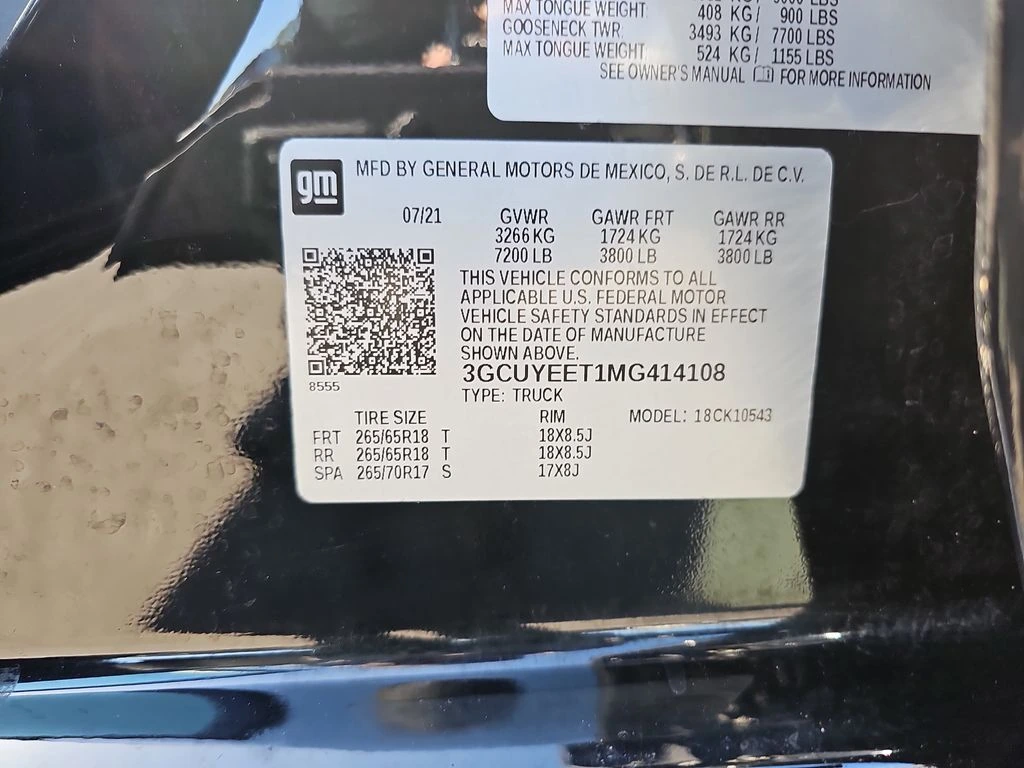 MAX TONGUE WEIGHT: 408 KG/ 900 LBS
GOOSENECK TWR: 3493 KG/ 7700 LBS
MAX TONGUE WEIGHT: 524 KG/ 1155 LBS
SEE OWNER'S MANUAL FOR MORE INFORMATION
gm
MFD BY GENERAL MOTORS DE MEXICO, S. DE R.L. DE C.V.
07/21 GVWR GAWR FRT GAWR RR
3266 KG 1724 KG 1724 KG
7200 LB 3800 LB 3800 LB
THIS VEHICLE CONFORMS TO ALL
APPLICABLE U.S. FEDERAL MOTOR
VEHICLE SAFETY STANDARDS IN EFFECT
ON THE DATE OF MANUFACTURE
SHOWN ABOVE.
8555
3GCUYEET1MG414108
TYPE: TRUCK
TIRE SIZE RIM MODEL: 18CK10543
FRT 265/65R18 T 18X8.5J
RR 265/65R18 T 18X8.5J
SPA 265/70R17 S 17X8J